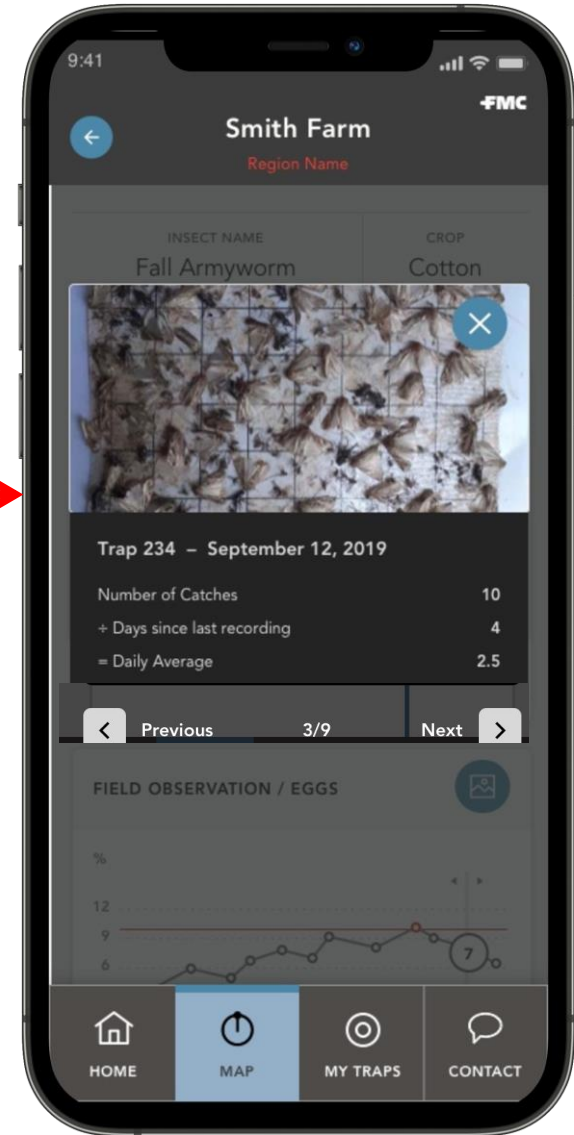 9:41
FMC
Smith Farm
Region Name
INSECT NAME
CROP
Fall Armyworm
Cotton
Trap 234 – September 12, 2019
Number of Catches 10
÷ Days since last recording 4
= Daily Average 2.5
Previous 3/9 Next
FIELD OBSERVATION / EGGS
%
12
9
6
7
HOME MAP MY TRAPS CONTACT